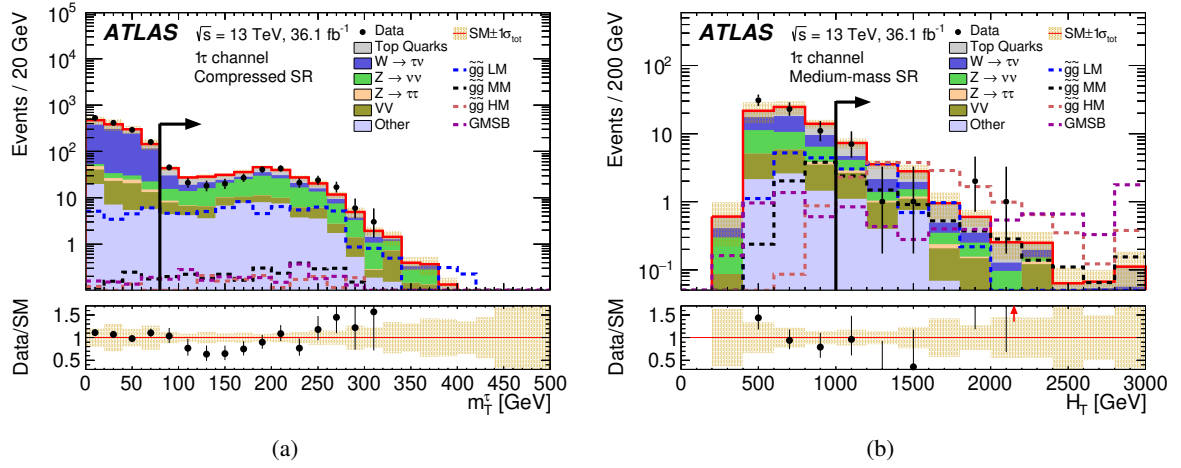 ATLAS
√s = 13 TeV, 36.1 fb⁻¹
1τ channel
Compressed SR
Data
Top Quarks
W → τν
Z → νν
Z → ττ
VV
Other
SM±1σtot
g̃g̃ LM
g̃g̃ MM
g̃g̃ HM
GMSB
Events / 20 GeV
10⁵
10⁴
10³
10²
10
1
Data/SM
1.5
1
0.5
0 50 100 150 200 250 300 350 400 450 500
mτT [GeV]
(a)
ATLAS
√s = 13 TeV, 36.1 fb⁻¹
1τ channel
Medium-mass SR
Data
Top Quarks
W → τν
Z → νν
Z → ττ
VV
Other
SM±1σtot
g̃g̃ LM
g̃g̃ MM
g̃g̃ HM
GMSB
Events / 200 GeV
10²
10
1
10⁻¹
Data/SM
1.5
1
0.5
0 500 1000 1500 2000 2500 3000
HT [GeV]
(b)